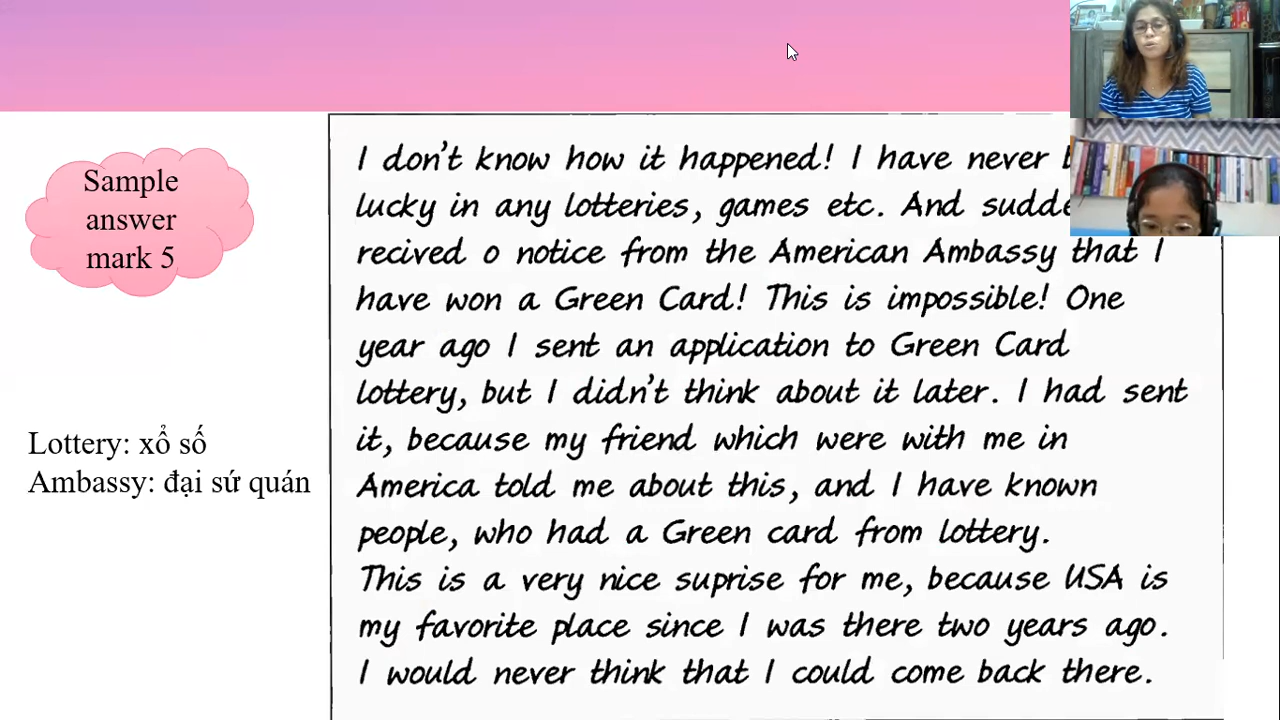 Sample
answer
mark 5
Lottery: xổ số
Ambassy: đại sứ quán
I don't know how it happened! I have never
lucky in any lotteries, games etc. And
recived o notice from the American Ambassy that I
have won a Green Card! This is impossible! One
year ago I sent an application to Green Card
lottery, but I didn't think about it later. I had sent
it, because my friend which were with me in
America told me about this, and I have known
people, who had a Green card from lottery.
This is a very nice suprise for me, because USA is
my favorite place since I was there two years ago.
I would never think that I could come back there.